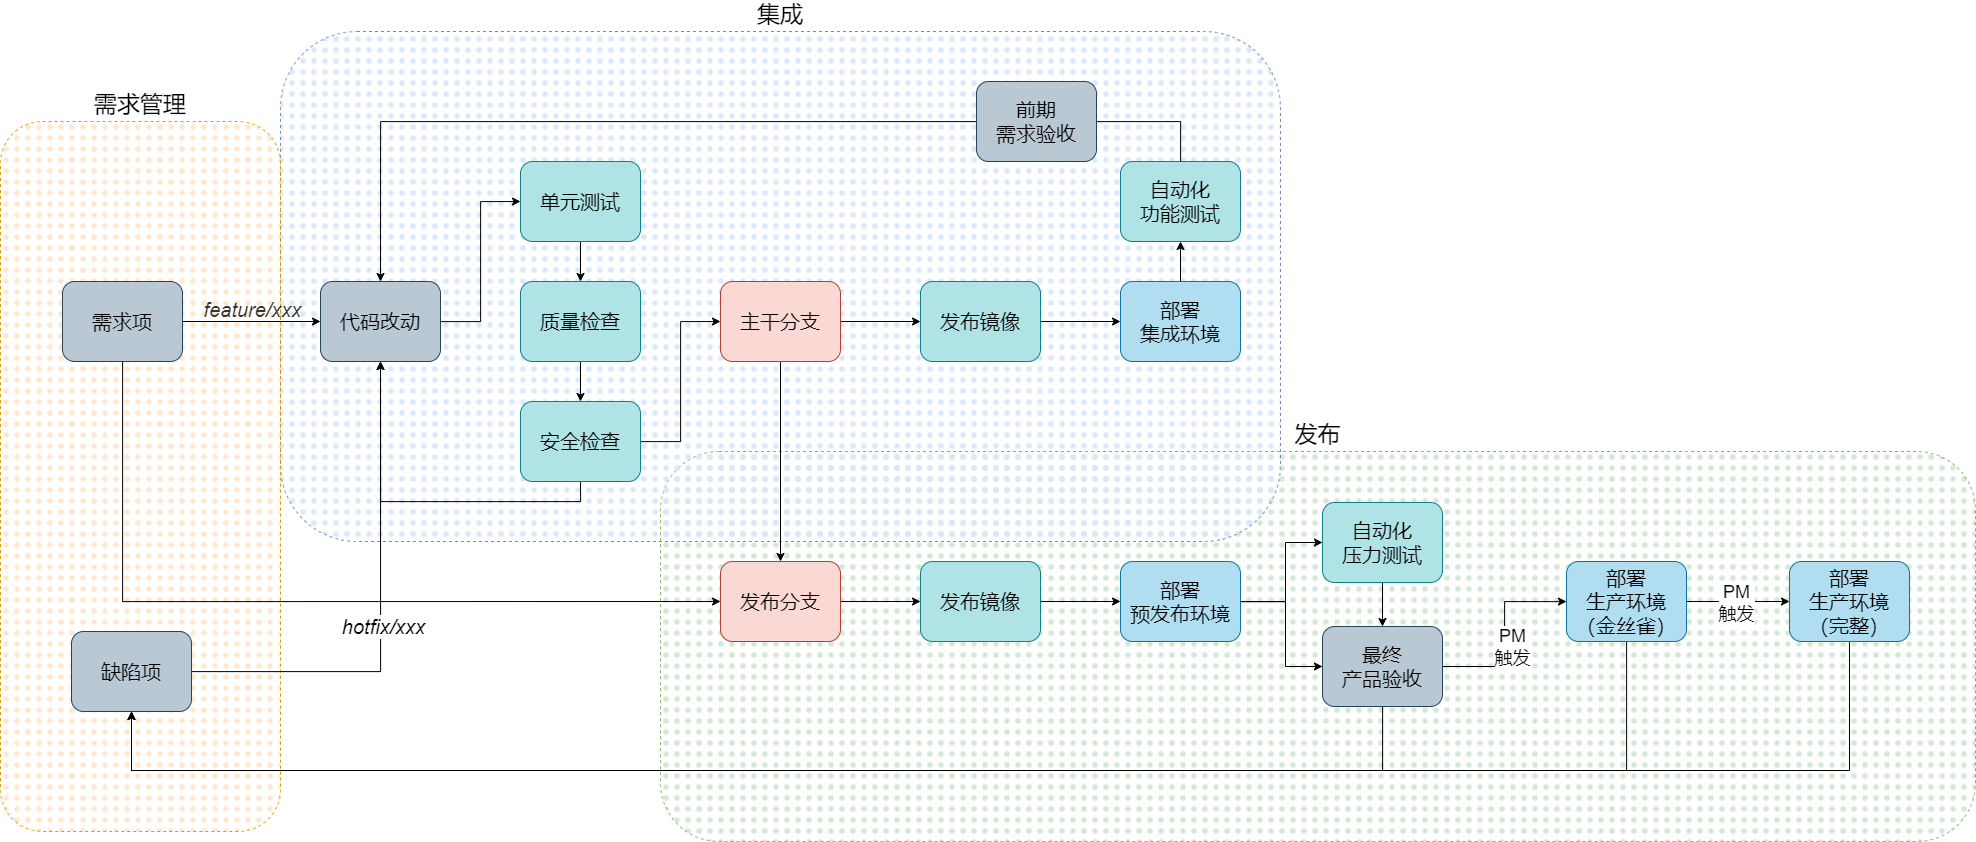 集成
需求管理
前期
需求验收
单元测试
自动化
功能测试
需求项
feature/xxx
代码改动
质量检查
主干分支
发布镜像
部署
集成环境
安全检查
发布
自动化
压力测试
发布分支
发布镜像
部署
预发布环境
部署
生产环境
（金丝雀）
PM
触发
部署
生产环境
（完整）
hotfix/xxx
缺陷项
最终
产品验收
PM
触发